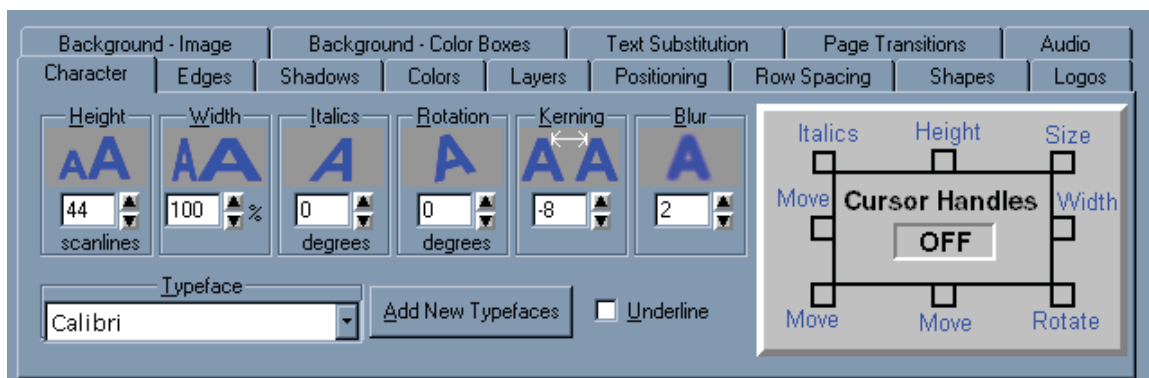 Background - Image Background - Color Boxes Text Substitution Page Transitions Audio
Character Edges Shadows Colors Layers Positioning Row Spacing Shapes Logos
Height Width Italics Rotation Kerning Blur
AA AA A A AA A
44 100 % 0 0 -8 2
scanlines degrees degrees
Typeface
Calibri Add New Typefaces Underline
Italics Height Size
Move Cursor Handles Width
OFF
Move Move Rotate